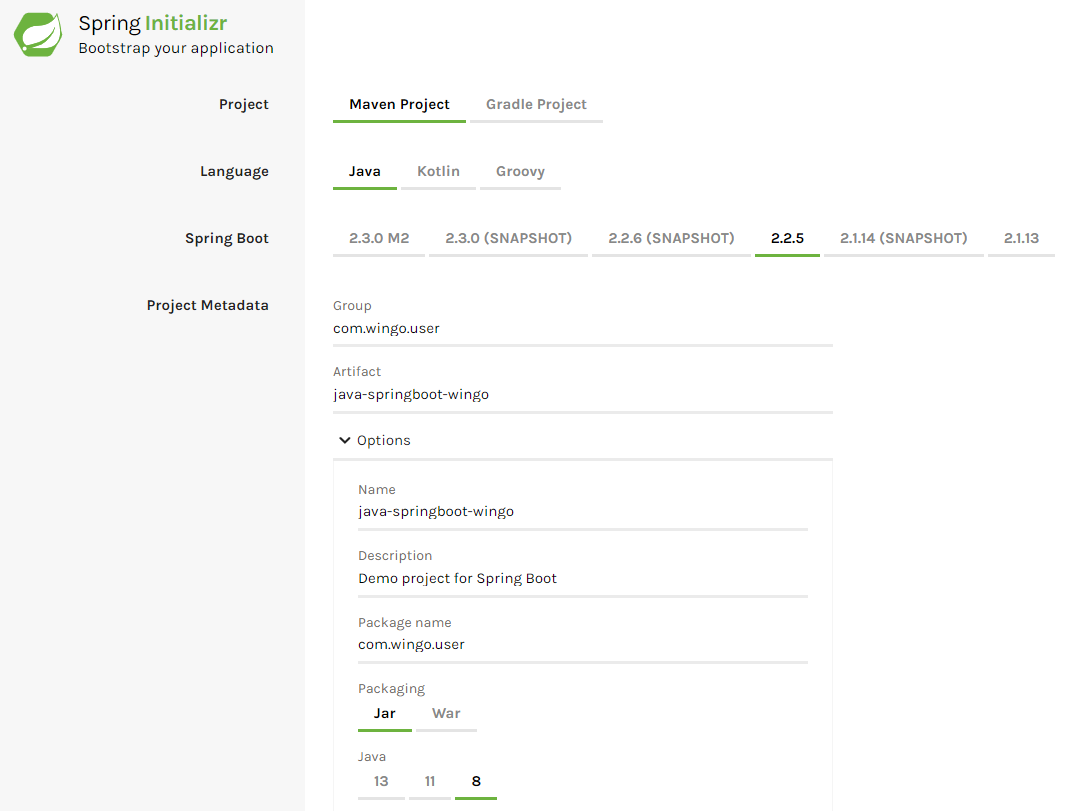 Spring Initializr
Bootstrap your application
Project
Maven Project Gradle Project
Language
Java Kotlin Groovy
Spring Boot
2.3.0 M2 2.3.0 (SNAPSHOT) 2.2.6 (SNAPSHOT) 2.2.5 2.1.14 (SNAPSHOT) 2.1.13
Project Metadata
Group
com.wingo.user
Artifact
java-springboot-wingo
Options
Name
java-springboot-wingo
Description
Demo project for Spring Boot
Package name
com.wingo.user
Packaging
Jar War
Java
13 11 8